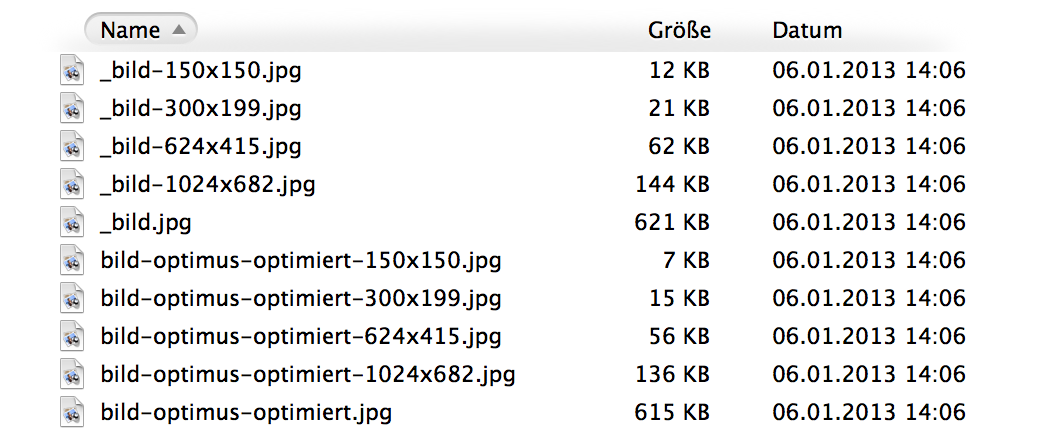 Name Größe Datum
_bild-150x150.jpg 12 KB 06.01.2013 14:06
_bild-300x199.jpg 21 KB 06.01.2013 14:06
_bild-624x415.jpg 62 KB 06.01.2013 14:06
_bild-1024x682.jpg 144 KB 06.01.2013 14:06
_bild.jpg 621 KB 06.01.2013 14:06
bild-optimus-optimiert-150x150.jpg 7 KB 06.01.2013 14:06
bild-optimus-optimiert-300x199.jpg 15 KB 06.01.2013 14:06
bild-optimus-optimiert-624x415.jpg 56 KB 06.01.2013 14:06
bild-optimus-optimiert-1024x682.jpg 136 KB 06.01.2013 14:06
bild-optimus-optimiert.jpg 615 KB 06.01.2013 14:06